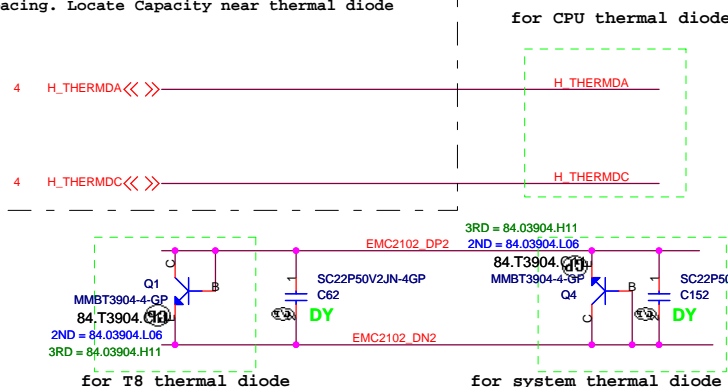 acing. Locate Capacity near thermal diode
for CPU thermal diode
4 H_THERMDA
H_THERMDA
4 H_THERMDC
H_THERMDC
3RD = 84.03904.H11
EMC2102_DP2
2ND = 84.03904.L06
84.T3904.
C
Q1
B
MMBT3904-4-GP
84.T3904.
E
2ND = 84.03904.L06
3RD = 84.03904.H11
1
SC22P50V2JN-4GP
C62
DY
MMBT3904-4-GP
Q4
B
C
1
SC22P50
C152
DY
EMC2102_DN2
for T8 thermal diode
for system thermal diode